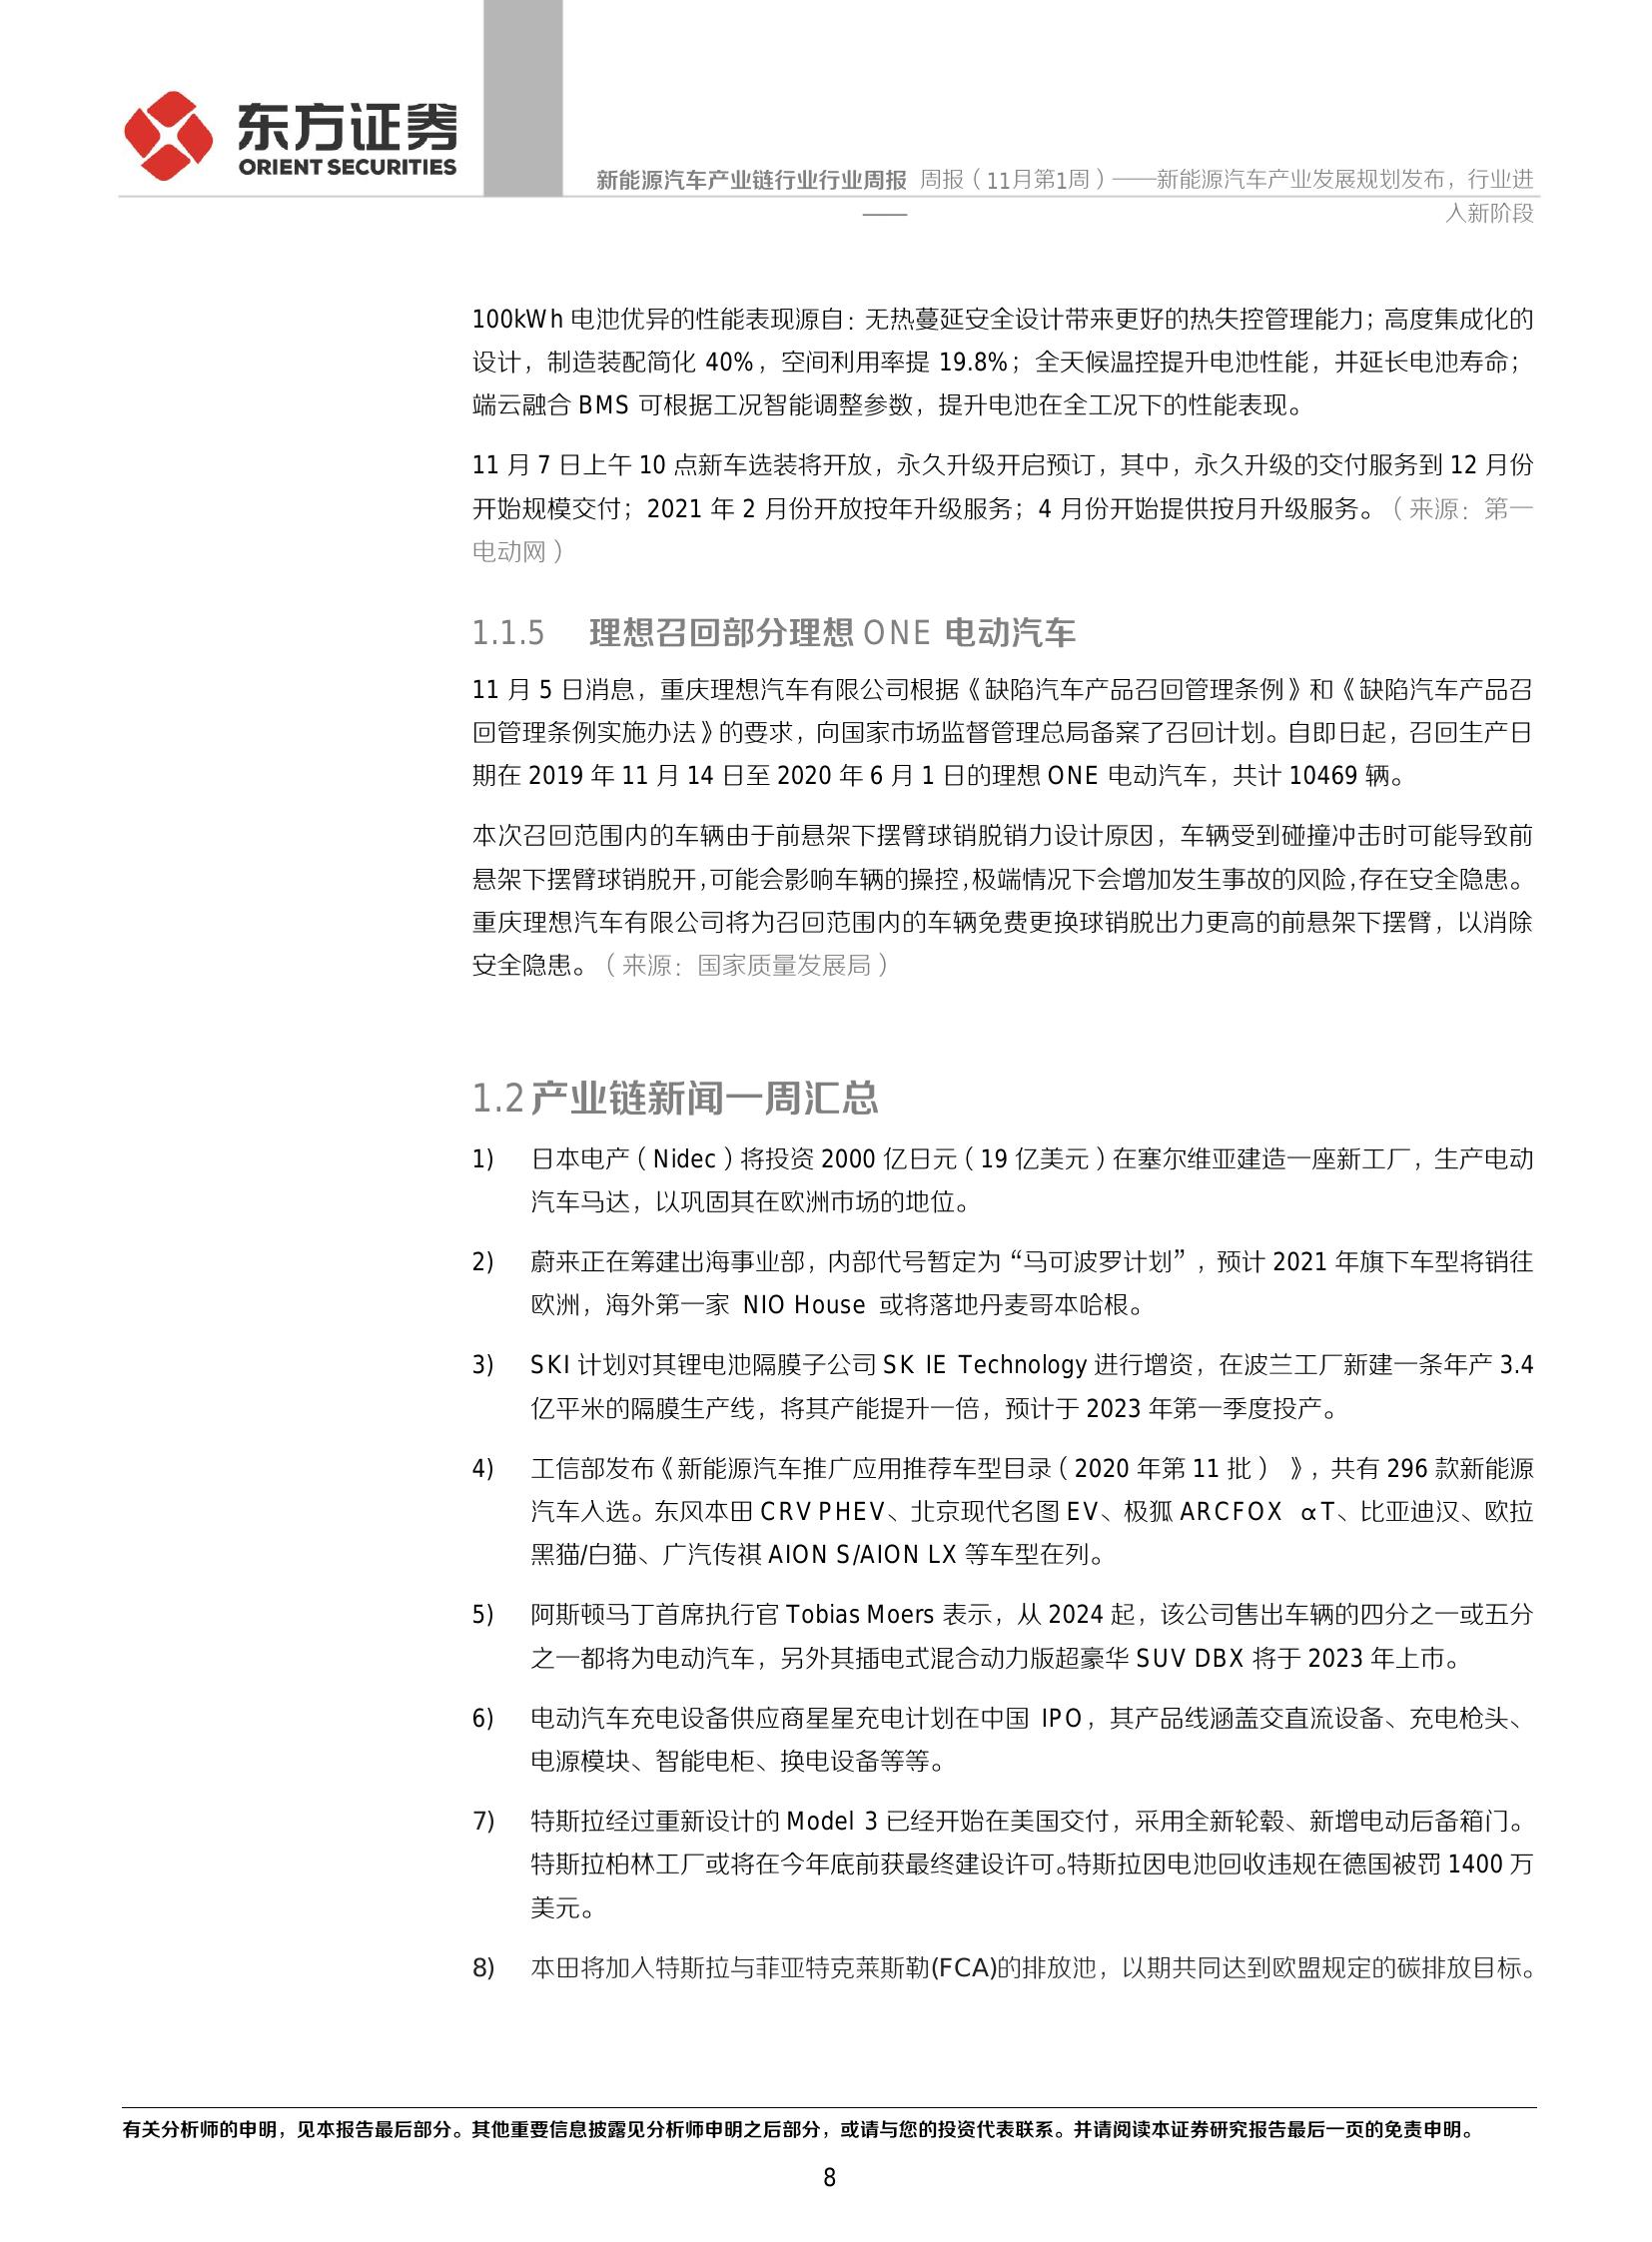 东方证券
ORIENT SECURITIES
新能源汽车产业链行业行业周报 周报（11月第1周）——新能源汽车产业发展规划发布，行业进
——
入新阶段
100kWh 电池优异的性能表现源自：无热蔓延安全设计带来更好的热失控管理能力；高度集成化的
设计，制造装配简化 40%，空间利用率提 19.8%；全天候温控提升电池性能，并延长电池寿命；
端云融合 BMS 可根据工况智能调整参数，提升电池在全工况下的性能表现。
11 月 7 日上午 10 点新车选装将开放，永久升级开启预订，其中，永久升级的交付服务到 12 月份
开始规模交付；2021 年 2 月份开放按年升级服务；4 月份开始提供按月升级服务。（来源：第一
电动网）
1.1.5 理想召回部分理想 ONE 电动汽车
11 月 5 日消息，重庆理想汽车有限公司根据《缺陷汽车产品召回管理条例》和《缺陷汽车产品召
回管理条例实施办法》的要求，向国家市场监督管理总局备案了召回计划。自即日起，召回生产日
期在 2019 年 11 月 14 日至 2020 年 6 月 1 日的理想 ONE 电动汽车，共计 10469 辆。
本次召回范围内的车辆由于前悬架下摆臂球销脱销力设计原因，车辆受到碰撞冲击时可能导致前
悬架下摆臂球销脱开，可能会影响车辆的操控，极端情况下会增加发生事故的风险，存在安全隐患。
重庆理想汽车有限公司将为召回范围内的车辆免费更换球销脱出力更高的前悬架下摆臂，以消除
安全隐患。（来源：国家质量发展局）
1.2 产业链新闻一周汇总
1) 日本电产（Nidec）将投资 2000 亿日元（19 亿美元）在塞尔维亚建造一座新工厂，生产电动
汽车马达，以巩固其在欧洲市场的地位。
2) 蔚来正在筹建出海事业部，内部代号暂定为“马可波罗计划”，预计 2021 年旗下车型将销往
欧洲，海外第一家 NIO House 或将落地丹麦哥本哈根。
3) SKI 计划对其锂电池隔膜子公司 SK IE Technology 进行增资，在波兰工厂新建一条年产 3.4
亿平米的隔膜生产线，将其产能提升一倍，预计于 2023 年第一季度投产。
4) 工信部发布《新能源汽车推广应用推荐车型目录（2020 年第 11 批）》，共有 296 款新能源
汽车入选。东风本田 CRV PHEV、北京现代名图 EV、极狐 ARCFOX αT、比亚迪汉、欧拉
黑猫/白猫、广汽传祺 AION S/AION LX 等车型在列。
5) 阿斯顿马丁首席执行官 Tobias Moers 表示，从 2024 起，该公司售出车辆的四分之一或五分
之一都将为电动汽车，另外其插电式混合动力版超豪华 SUV DBX 将于 2023 年上市。
6) 电动汽车充电设备供应商星星充电计划在中国 IPO，其产品线涵盖交直流设备、充电枪头、
电源模块、智能电柜、换电设备等等。
7) 特斯拉经过重新设计的 Model 3 已经开始在美国交付，采用全新轮毂、新增电动后备箱门。
特斯拉柏林工厂或将在今年底前获最终建设许可。特斯拉因电池回收违规在德国被罚 1400 万
美元。
8) 本田将加入特斯拉与菲亚特克莱斯勒(FCA)的排放池，以期共同达到欧盟规定的碳排放目标。
有关分析师的申明，见本报告最后部分。其他重要信息披露见分析师申明之后部分，或请与您的投资代表联系。并请阅读本证券研究报告最后一页的免责申明。
8